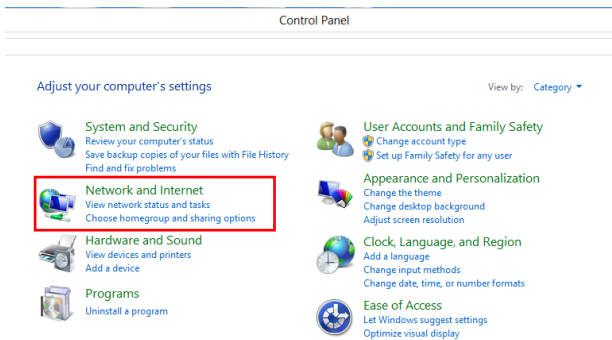 Control Panel
Adjust your computer's settings
View by: Category
System and Security
Review your computer's status
Save backup copies of your files with File History
Find and fix problems
Network and Internet
View network status and tasks
Choose homegroup and sharing options
Hardware and Sound
View devices and printers
Add a device
Programs
Uninstall a program
User Accounts and Family Safety
Change account type
Set up Family Safety for any user
Appearance and Personalization
Change the theme
Change desktop background
Adjust screen resolution
Clock, Language, and Region
Add a language
Change input methods
Change date, time, or number formats
Ease of Access
Let Windows suggest settings
Optimize visual display